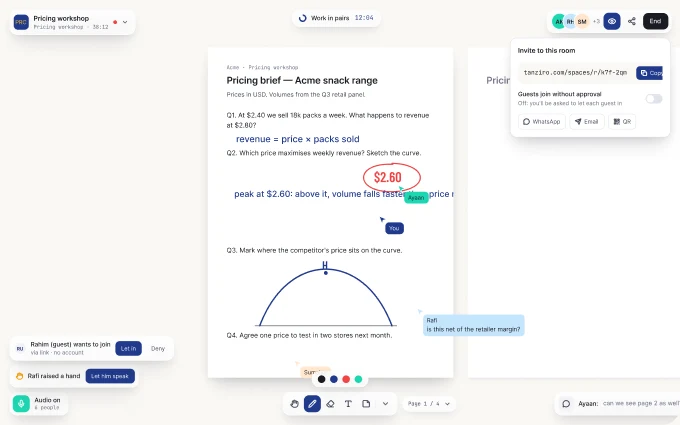 PRC
Pricing workshop
Pricing workshop · 38:12
Work in pairs 12:04
RH
SM
+3
End
Invite to this room
tanziro.com/spaces/r/k7f-2qm
Copy
Guests join without approval
Off: you'll be asked to let each guest in
WhatsApp
Email
QR
Acme · Pricing workshop
Pricing brief — Acme snack range
Prices in USD. Volumes from the Q3 retail panel.
Q1. At $2.40 we sell 18k packs a week. What happens to revenue
at $2.80?
revenue = price × packs sold
Q2. Which price maximises weekly revenue? Sketch the curve.
$2.60
peak at $2.60: above it, volume falls faster
price
Ayaan
You
Q3. Mark where the competitor's price sits on the curve.
H
Rafi
is this net of the retailer margin?
Q4. Agree one price to test in two stores next month.
RU
Rahim (guest) wants to join
via link · no account
Let in
Deny
Rafi raised a hand
Let him speak
Audio on
6 people
Page 1 / 4
Ayaan: can we see page 2 as well